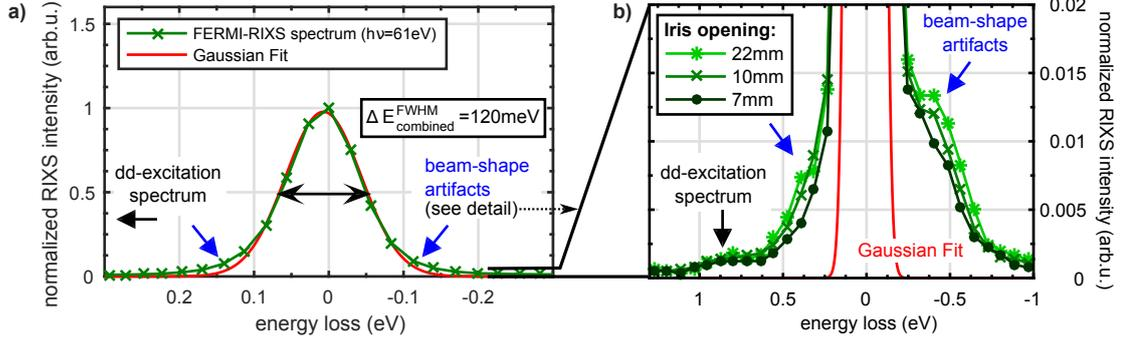 a)
normalized RIXS intensity (arb.u.)
1.5
1
0.5
0
FERMI-RIXS spectrum (hν=61eV)
Gaussian Fit
Δ E FWHM combined =120meV
dd-excitation
spectrum
beam-shape
artifacts
(see detail)
0.2 0.1 0 -0.1 -0.2
energy loss (eV)
b)
Iris opening:
22mm
10mm
7mm
beam-shape
artifacts
dd-excitation
spectrum
Gaussian Fit
0.02
0.015
0.01
0.005
0
normalized RIXS intensity (arb.u.)
1 0.5 0 -0.5 -1
energy loss (eV)